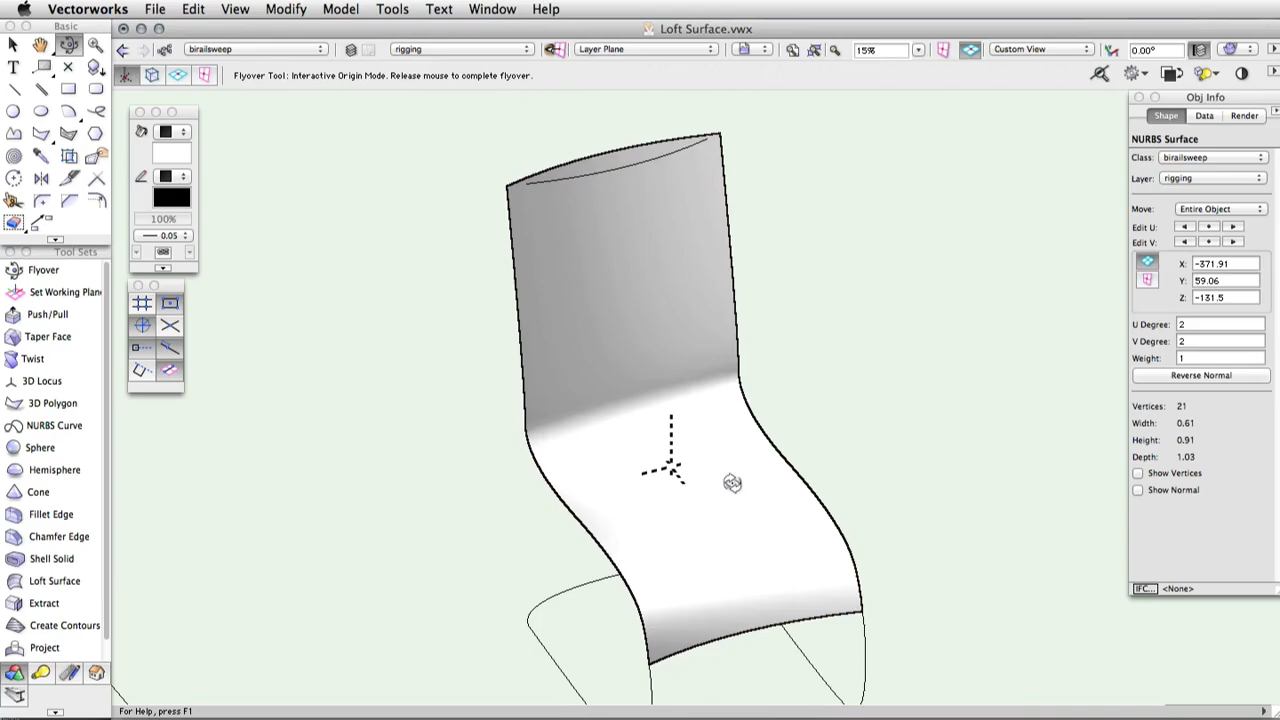 Vectorworks File Edit View Modify Model Tools Text Window Help
Basic
Loft Surface.vwx
birailsweep rigging Layer Plane 15% Custom View 0.00°
Flyover Tool: Interactive Origin Mode. Release mouse to complete flyover.
100%
0.05
Tool Sets
Flyover
Set Working Plane
Push/Pull
Taper Face
Twist
3D Locus
3D Polygon
NURBS Curve
Sphere
Hemisphere
Cone
Fillet Edge
Chamfer Edge
Shell Solid
Loft Surface
Extract
Create Contours
Project
For Help, press F1
Obj Info
Shape Data Render
NURBS Surface
Class: birailsweep
Layer: rigging
Move: Entire Object
Edit U:
Edit V:
X: -371.91
Y: 59.06
Z: -131.5
U Degree: 2
V Degree: 2
Weight: 1
Reverse Normal
Vertices: 21
Width: 0.61
Height: 0.91
Depth: 1.03
Show Vertices
Show Normal
IFC... <None>